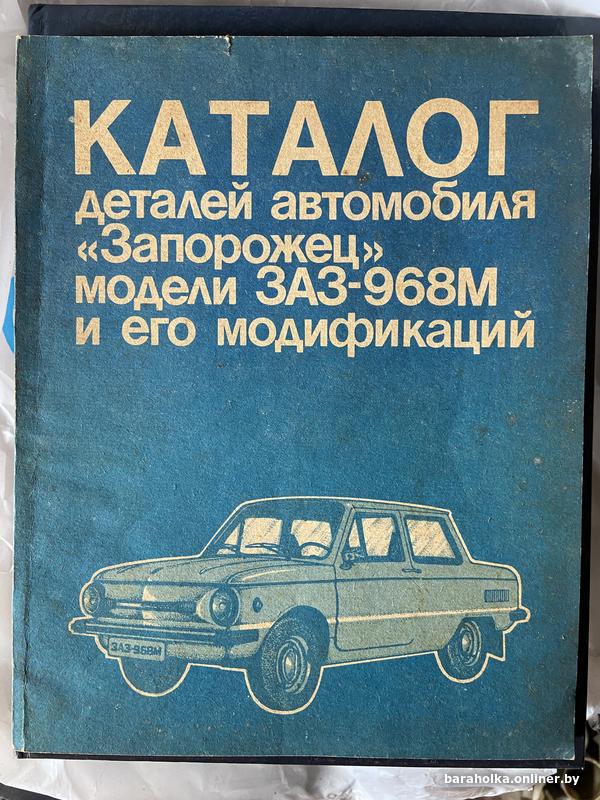 КАТАЛОГ
деталей автомобиля
«Запорожец»
модели ЗАЗ-968М
и его модификаций
ЗАЗ-968М
baraholka.onliner.by